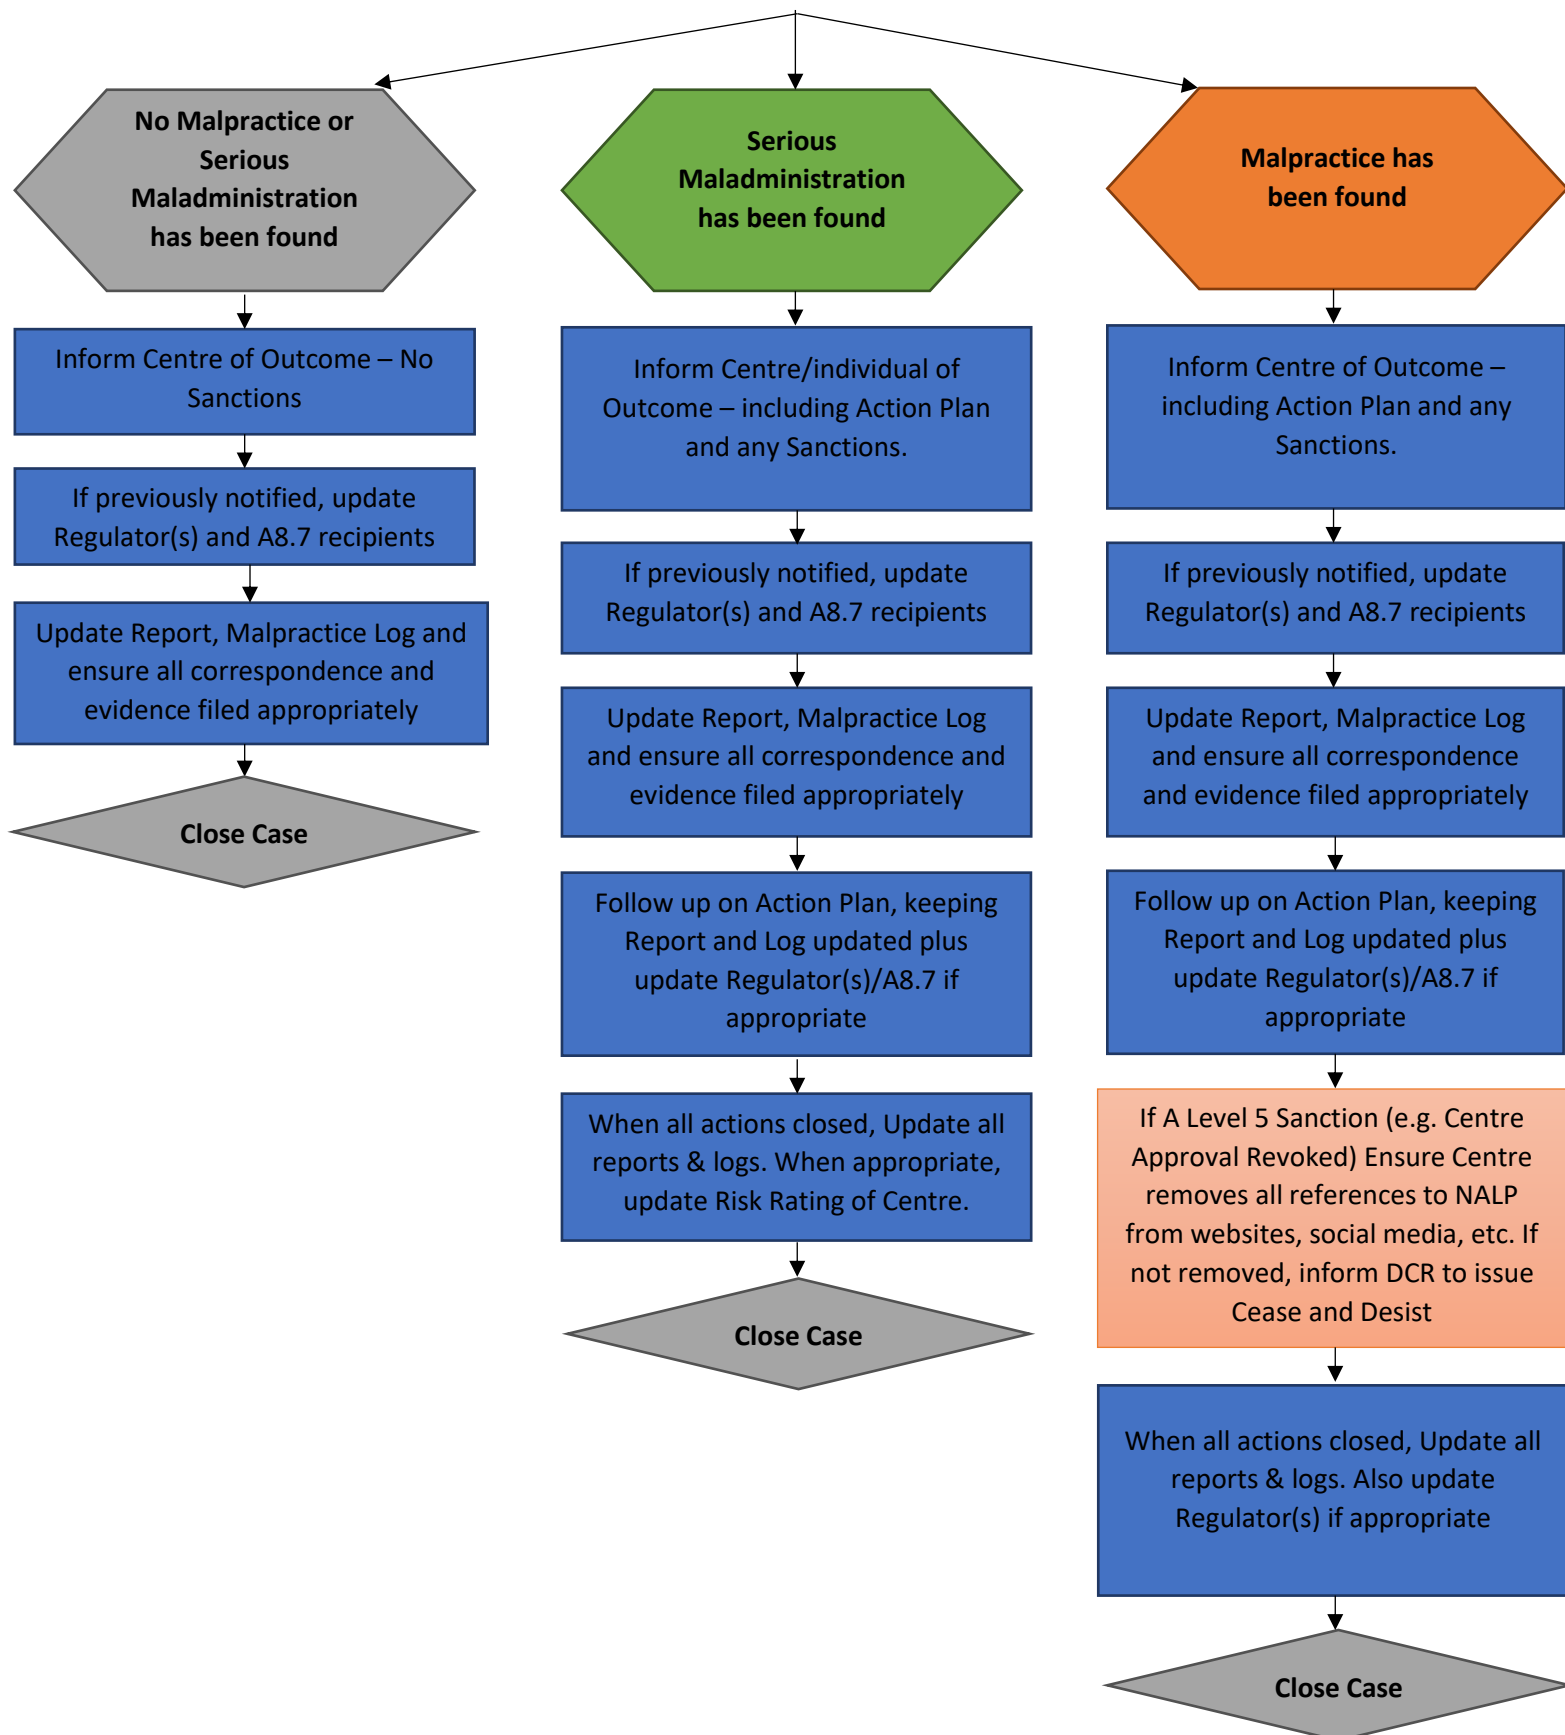 No Malpractice or
Serious
Maladministration
has been found
Inform Centre of Outcome – No
Sanctions
If previously notified, update
Regulator(s) and A8.7 recipients
Update Report, Malpractice Log and
ensure all correspondence and
evidence filed appropriately
Close Case
Serious
Maladministration
has been found
Inform Centre/individual of
Outcome – including Action Plan
and any Sanctions.
If previously notified, update
Regulator(s) and A8.7 recipients
Update Report, Malpractice Log
and ensure all correspondence and
evidence filed appropriately
Follow up on Action Plan, keeping
Report and Log updated plus
update Regulator(s)/A8.7 if
appropriate
When all actions closed, Update all
reports & logs. When appropriate,
update Risk Rating of Centre.
Close Case
Malpractice has
been found
Inform Centre of Outcome –
including Action Plan and any
Sanctions.
If previously notified, update
Regulator(s) and A8.7 recipients
Update Report, Malpractice Log
and ensure all correspondence
and evidence filed appropriately
Follow up on Action Plan, keeping
Report and Log updated plus
update Regulator(s)/A8.7 if
appropriate
If A Level 5 Sanction (e.g. Centre
Approval Revoked) Ensure Centre
removes all references to NALP
from websites, social media, etc. If
not removed, inform DCR to issue
Cease and Desist
When all actions closed, Update all
reports & logs. Also update
Regulator(s) if appropriate
Close Case